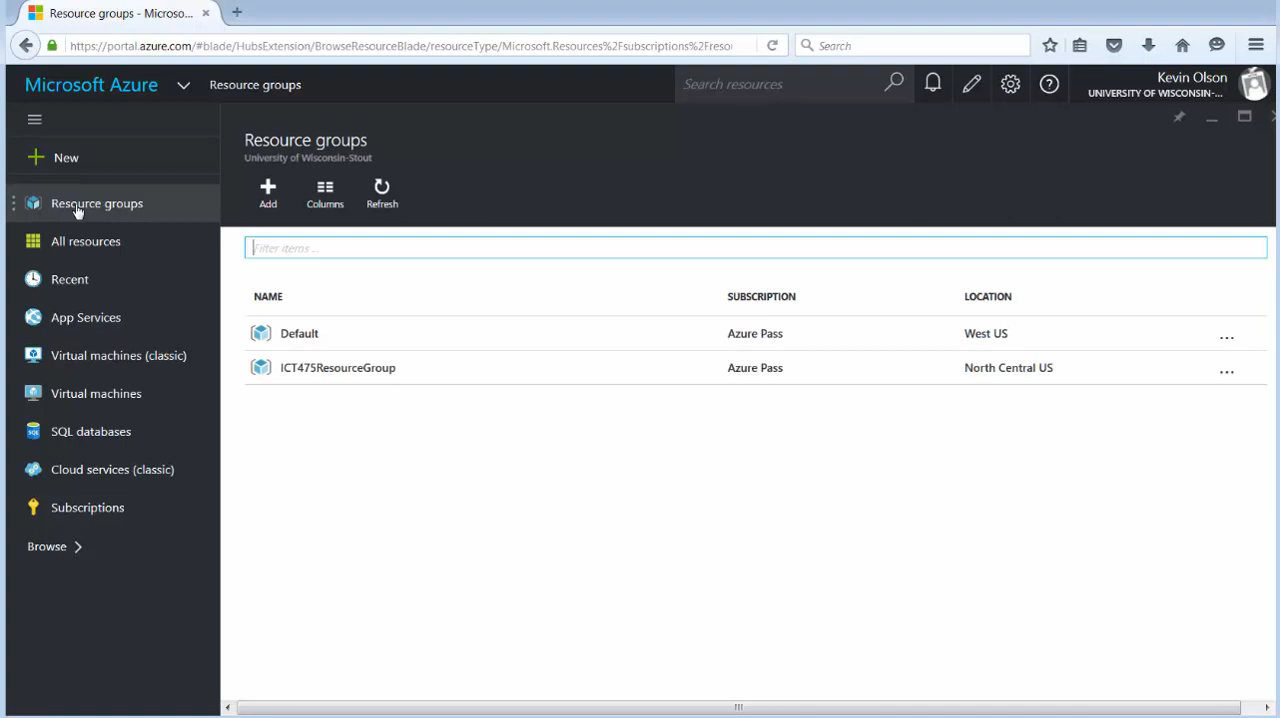 Resource groups - Microso...
https://portal.azure.com/#blade/HubsExtension/BrowseResourceBlade/resourceType/Microsoft.Resources%2Fsubscriptions%2Freso
Search
Microsoft Azure
Resource groups
Search resources
Kevin Olson
UNIVERSITY OF WISCONSIN-...
New
Resource groups
All resources
Recent
App Services
Virtual machines (classic)
Virtual machines
SQL databases
Cloud services (classic)
Subscriptions
Browse
Resource groups
University of Wisconsin-Stout
Add Columns Refresh
Filter items ...
NAME SUBSCRIPTION LOCATION
Default Azure Pass West US ...
ICT475ResourceGroup Azure Pass North Central US ...